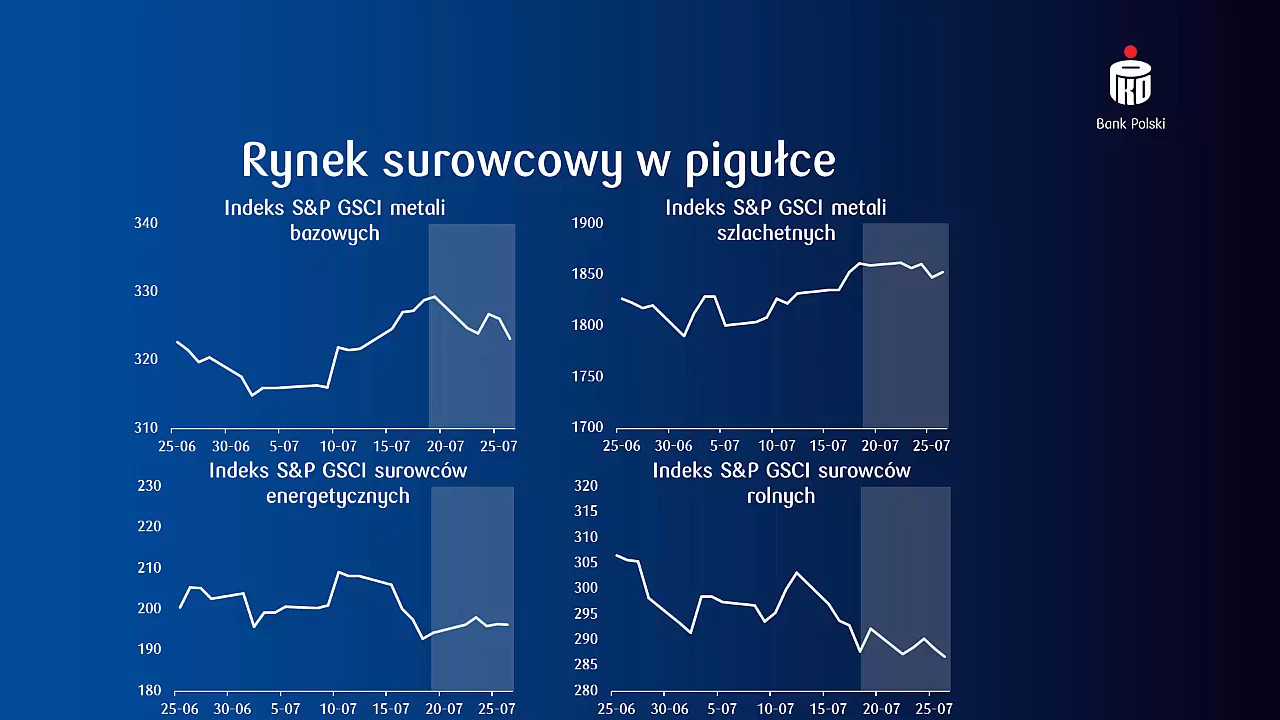 PKO
Bank Polski
Rynek surowcowy w pigułce
Indeks S&P GSCI metali
bazowych
340
330
320
310
25-06 30-06 5-07 10-07 15-07 20-07 25-07
Indeks S&P GSCI metali
szlachetnych
1900
1850
1800
1750
1700
25-06 30-06 5-07 10-07 15-07 20-07 25-07
Indeks S&P GSCI surowców
energetycznych
230
220
210
200
190
180
25-06 30-06 5-07 10-07 15-07 20-07 25-07
Indeks S&P GSCI surowców
rolnych
320
315
310
305
300
295
290
285
280
25-06 30-06 5-07 10-07 15-07 20-07 25-07